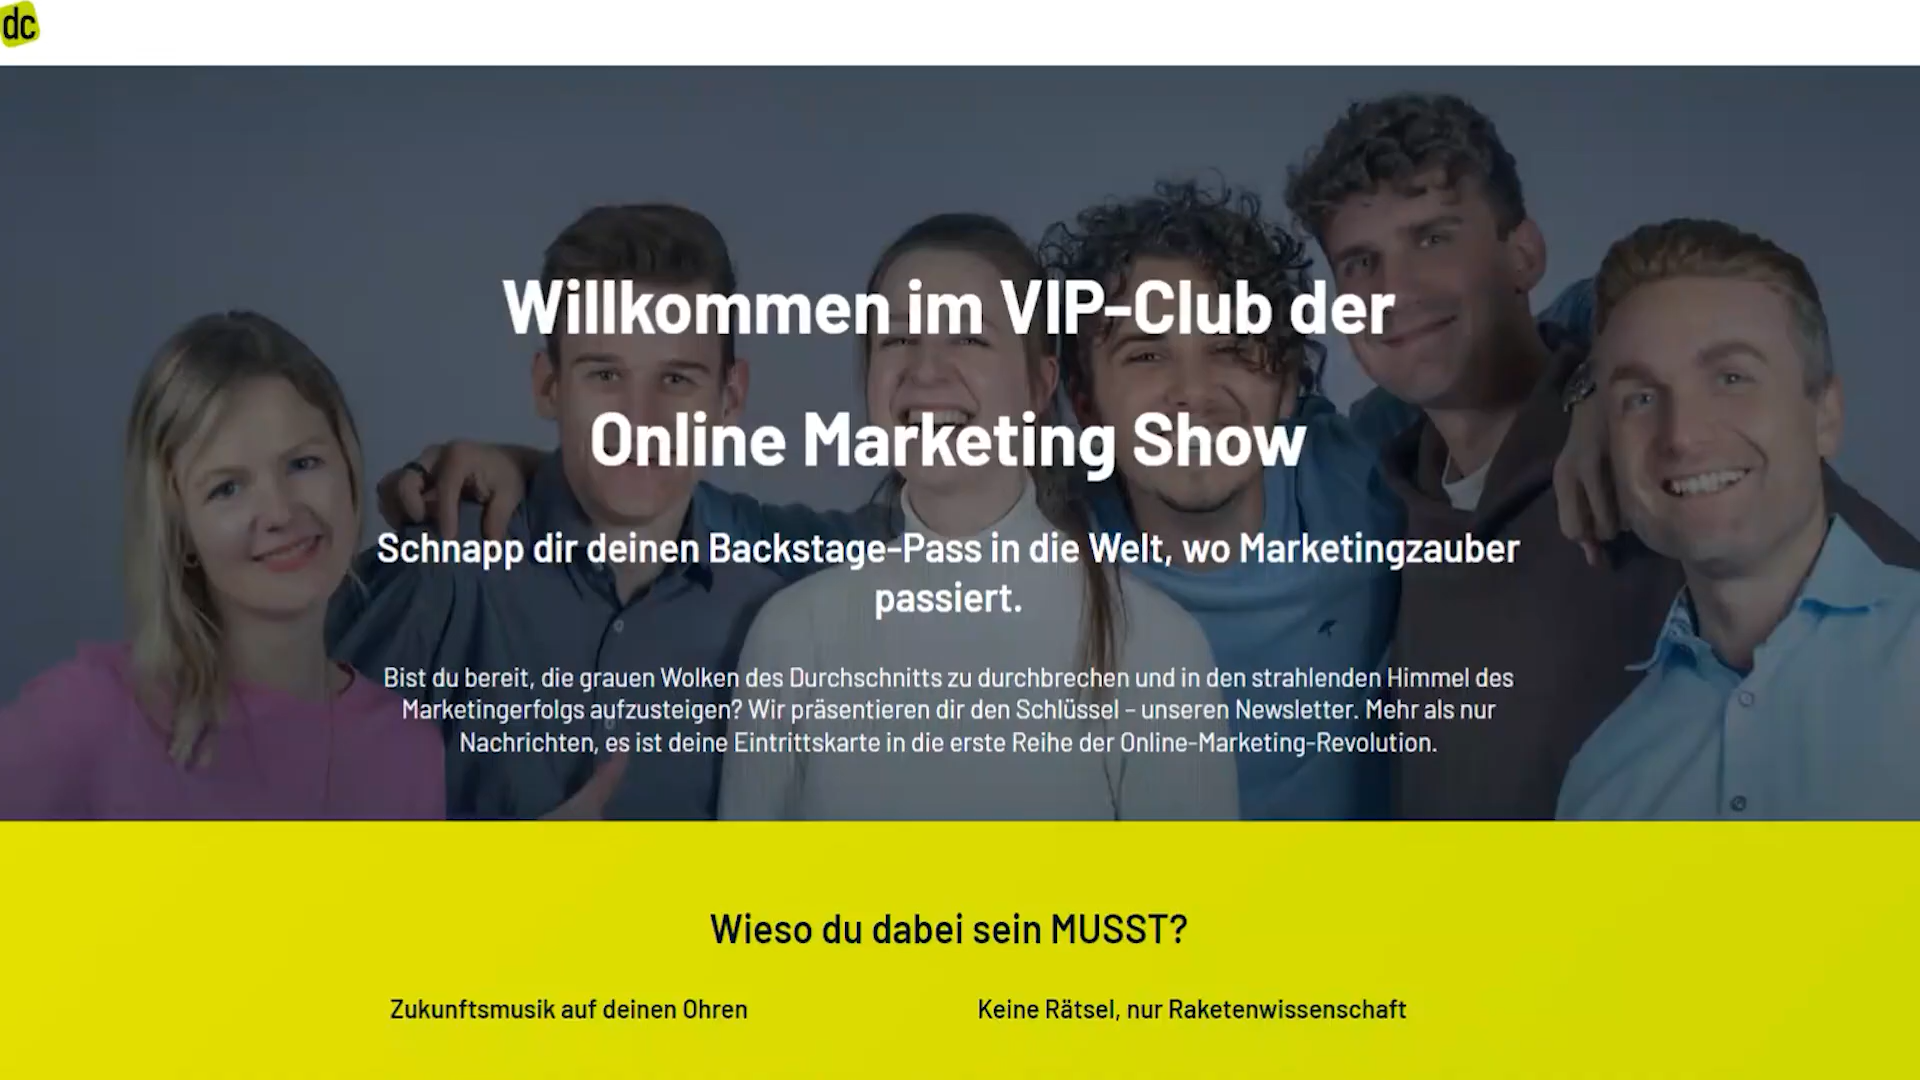 dc
Willkommen im VIP-Club der
Online Marketing Show
Schnapp dir deinen Backstage-Pass in die Welt, wo Marketingzauber
passiert.
Bist du bereit, die grauen Wolken des Durchschnitts zu durchbrechen und in den strahlenden Himmel des
Marketingerfolgs aufzusteigen? Wir präsentieren dir den Schlüssel – unseren Newsletter. Mehr als nur
Nachrichten, es ist deine Eintrittskarte in die erste Reihe der Online-Marketing-Revolution.
Wieso du dabei sein MUSST?
Zukunftsmusik auf deinen Ohren
Keine Rätsel, nur Raketenwissenschaft